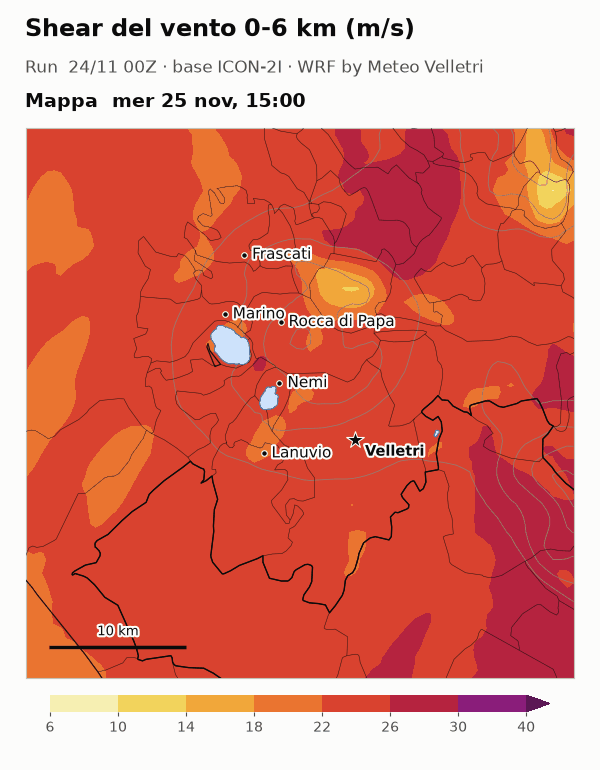 Shear del vento 0-6 km (m/s)
Run  24/11 00Z · base ICON-2I · WRF by Meteo Velletri
Mappa  mer 25 nov, 15:00
Frascati
Marino
Rocca di Papa
Nemi
Velletri
Lanuvio
10 km
6 10 14 18 22 26 30 40